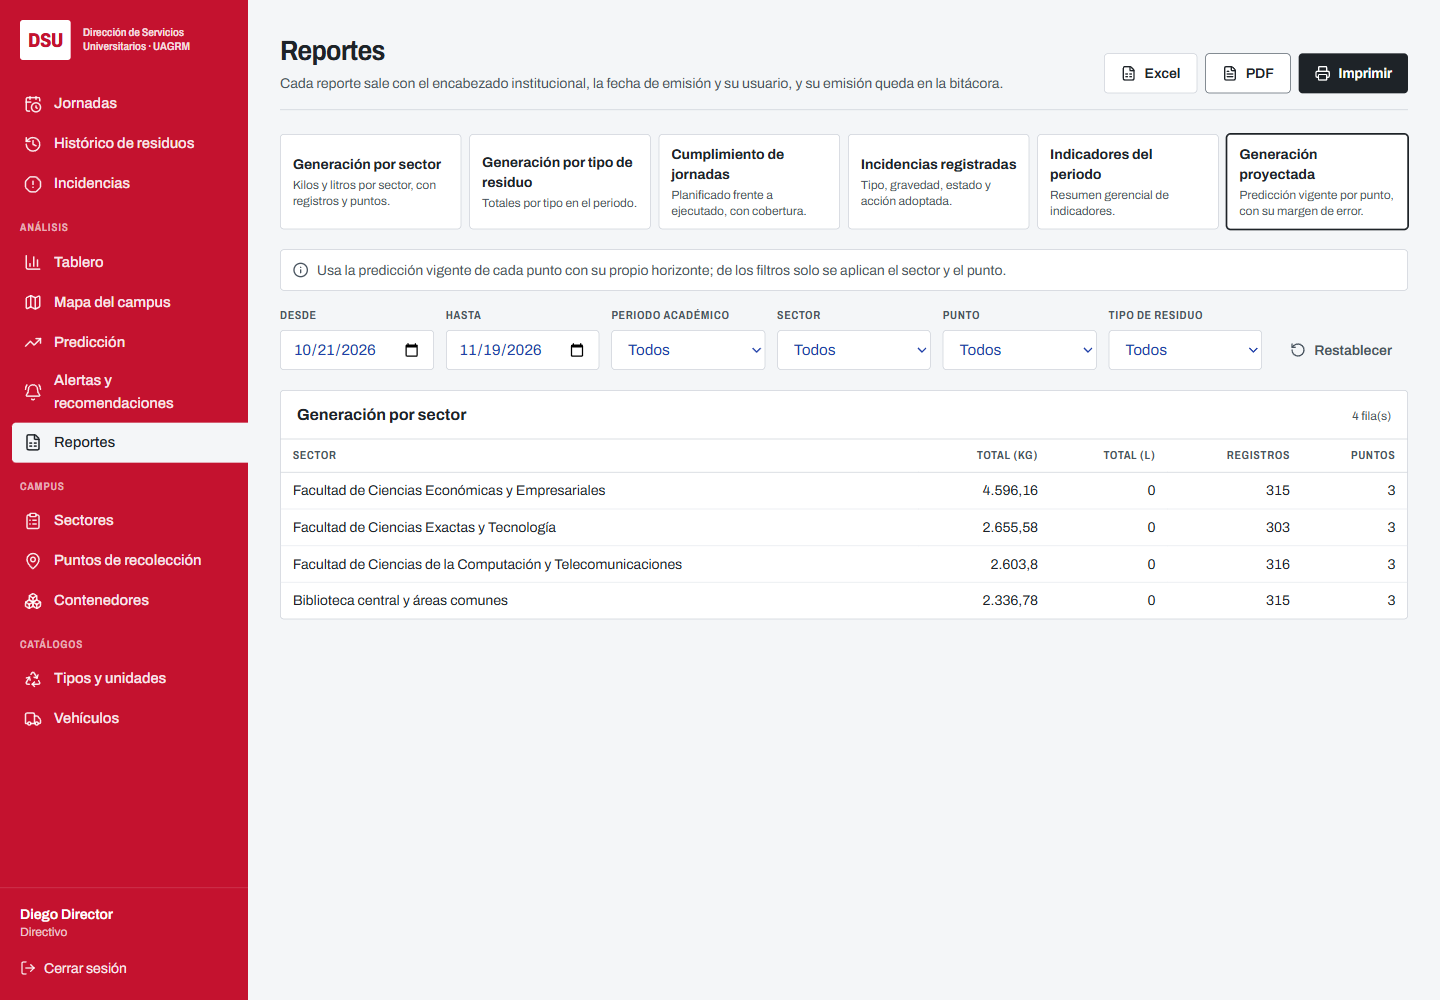 DSU
Dirección de Servicios
Universitarios · UAGRM
Jornadas
Histórico de residuos
Incidencias
ANÁLISIS
Tablero
Mapa del campus
Predicción
Alertas y
recomendaciones
Reportes
CAMPUS
Sectores
Puntos de recolección
Contenedores
CATÁLOGOS
Tipos y unidades
Vehículos
Diego Director
Directivo
Cerrar sesión
Reportes
Cada reporte sale con el encabezado institucional, la fecha de emisión y su usuario, y su emisión queda en la bitácora.
Excel
PDF
Imprimir
Generación por sector
Kilos y litros por sector, con
registros y puntos.
Generación por tipo de
residuo
Totales por tipo en el periodo.
Cumplimiento de
jornadas
Planificado frente a
ejecutado, con cobertura.
Incidencias registradas
Tipo, gravedad, estado y
acción adoptada.
Indicadores del
periodo
Resumen gerencial de
indicadores.
Generación
proyectada
Predicción vigente por punto,
con su margen de error.
Usa la predicción vigente de cada punto con su propio horizonte; de los filtros solo se aplican el sector y el punto.
DESDE HASTA PERIODO ACADÉMICO SECTOR PUNTO TIPO DE RESIDUO
10/21/2026 11/19/2026 Todos Todos Todos Todos Restablecer
Generación por sector 4 fila(s)
SECTOR TOTAL (KG) TOTAL (L) REGISTROS PUNTOS
Facultad de Ciencias Económicas y Empresariales 4.596,16 0 315 3
Facultad de Ciencias Exactas y Tecnología 2.655,58 0 303 3
Facultad de Ciencias de la Computación y Telecomunicaciones 2.603,8 0 316 3
Biblioteca central y áreas comunes 2.336,78 0 315 3